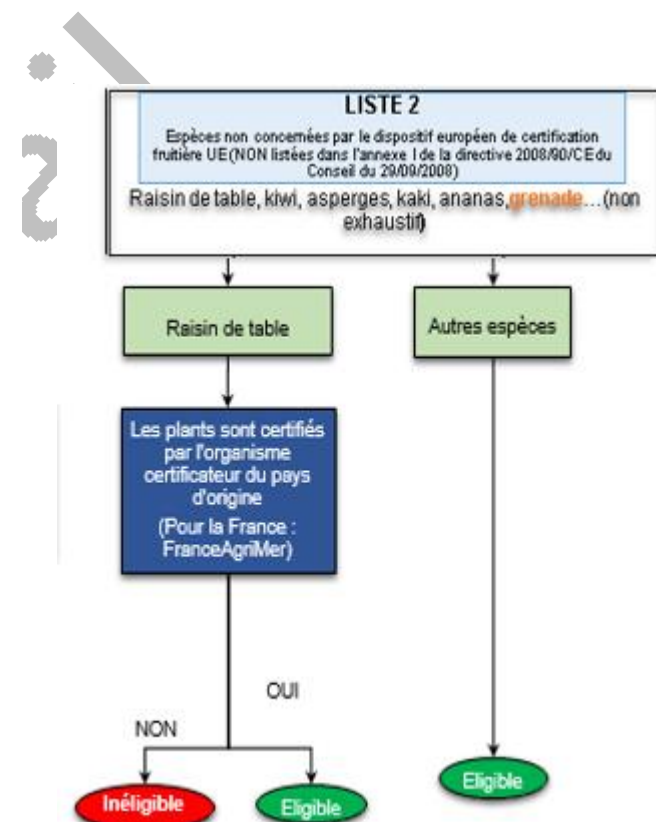 LISTE 2
Espèces non concernées par le dispositif européen de certification
fruitière UE(NON listées dans l'annexe I de la directive 2008/90/CE du
Conseil du 29/09/2008)
Raisin de table, kiwi, asperges, kaki, ananas,grenade...(non
exhaustif)
Raisin de table
Autres espèces
Les plants sont certifiés
par l'organisme
certificateur du pays
d'origine
(Pour la France :
FranceAgriMer)
OUI
NON
Inéligible
Eligible
Eligible